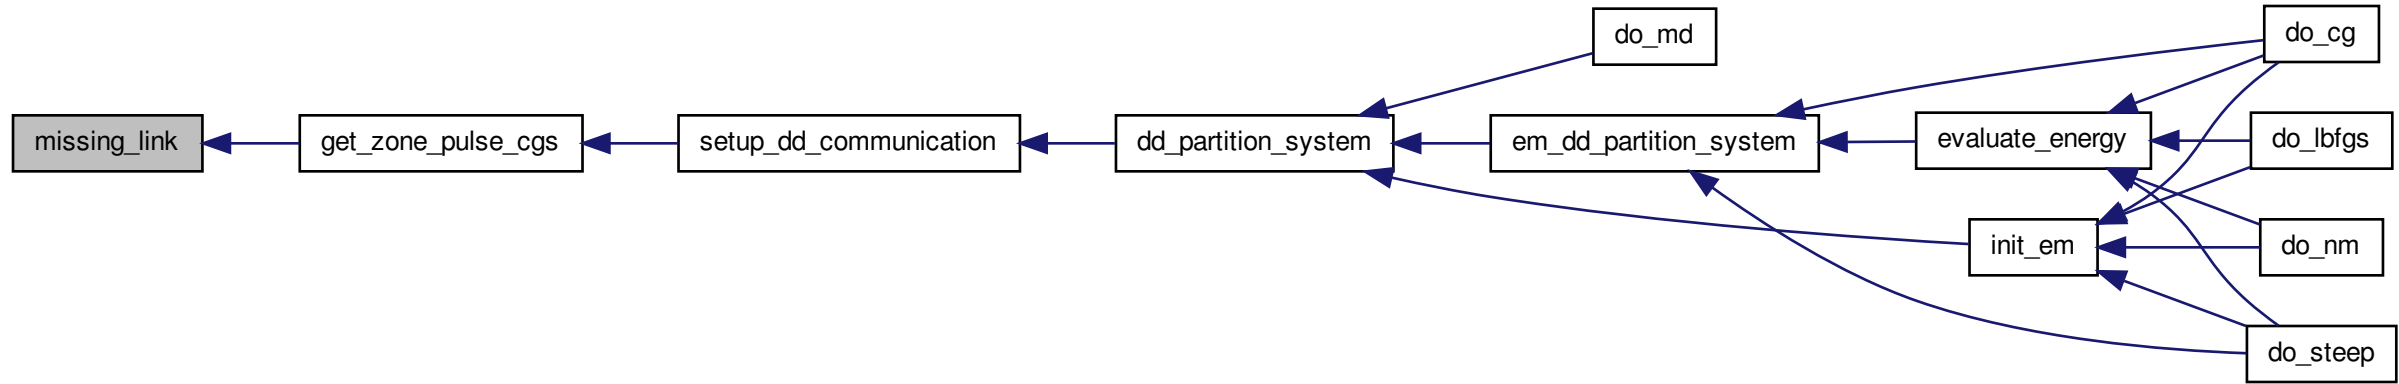 missing_link
get_zone_pulse_cgs
setup_dd_communication
dd_partition_system
do_md
em_dd_partition_system
evaluate_energy
init_em
do_cg
do_lbfgs
do_nm
do_steep